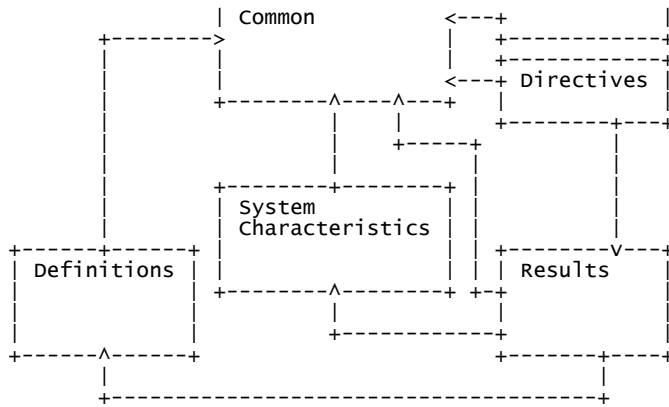 Common
Directives
System
Characteristics
Definitions
Results